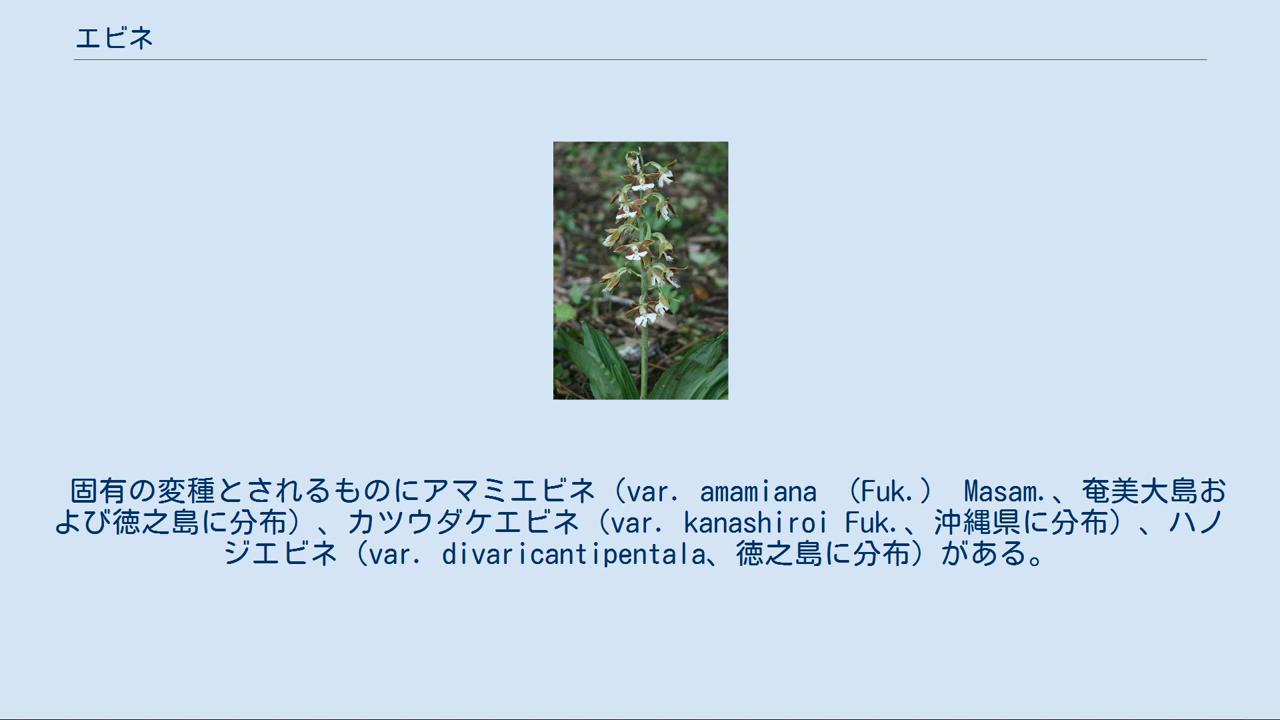 エビネ
固有の変種とされるものにアマミエビネ（var. amamiana （Fuk.） Masam.、奄美大島お
よび徳之島に分布）、カツウダケエビネ（var. kanashiroi Fuk.、沖縄県に分布）、ハノ
ジエビネ（var. divaricantipentala、徳之島に分布）がある。